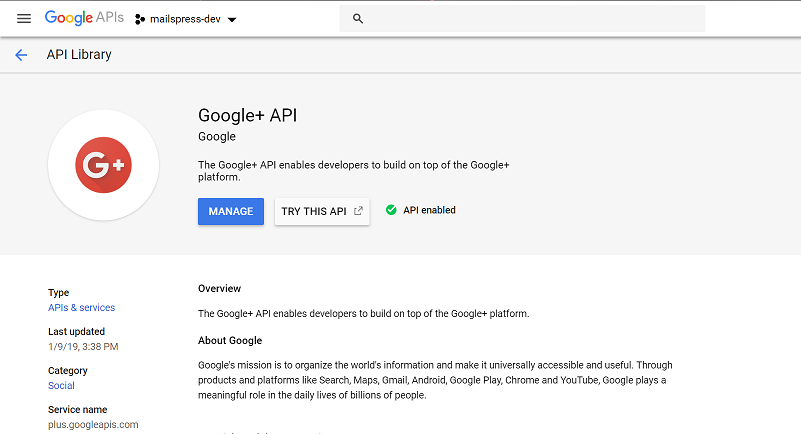 Google APIs mailspress-dev
API Library
G+
Google+ API
Google
The Google+ API enables developers to build on top of the Google+
platform.
MANAGE TRY THIS API API enabled
Type
APIs & services
Last updated
1/9/19, 3:38 PM
Category
Social
Service name
plus.googleapis.com
Overview
The Google+ API enables developers to build on top of the Google+ platform.
About Google
Google's mission is to organize the world's information and make it universally accessible and useful. Through
products and platforms like Search, Maps, Gmail, Android, Google Play, Chrome and YouTube, Google plays a
meaningful role in the daily lives of billions of people.